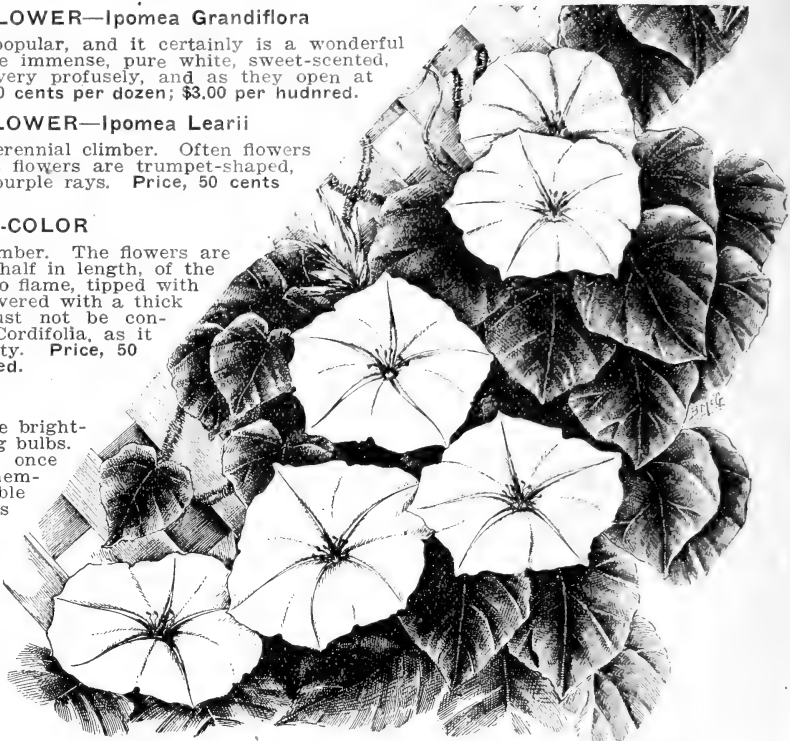 LOWER—Ipomea Grandiflora
popular, and it certainly is a wonderful
e immense, pure white, sweet-scented,
very profusely, and as they open at
0 cents per dozen; $3.00 per hudnred.
LOWER—Ipomea Learii
erennial climber. Often flowers
flowers are trumpet-shaped,
purple rays. Price, 50 cents
-COLOR
mber. The flowers are
half in length, of the
o flame, tipped with
vered with a thick
ust not be con-
Cordifolia, as it
ty. Price, 50
ed.
e bright-
g bulbs.
once
hem-
ble
s